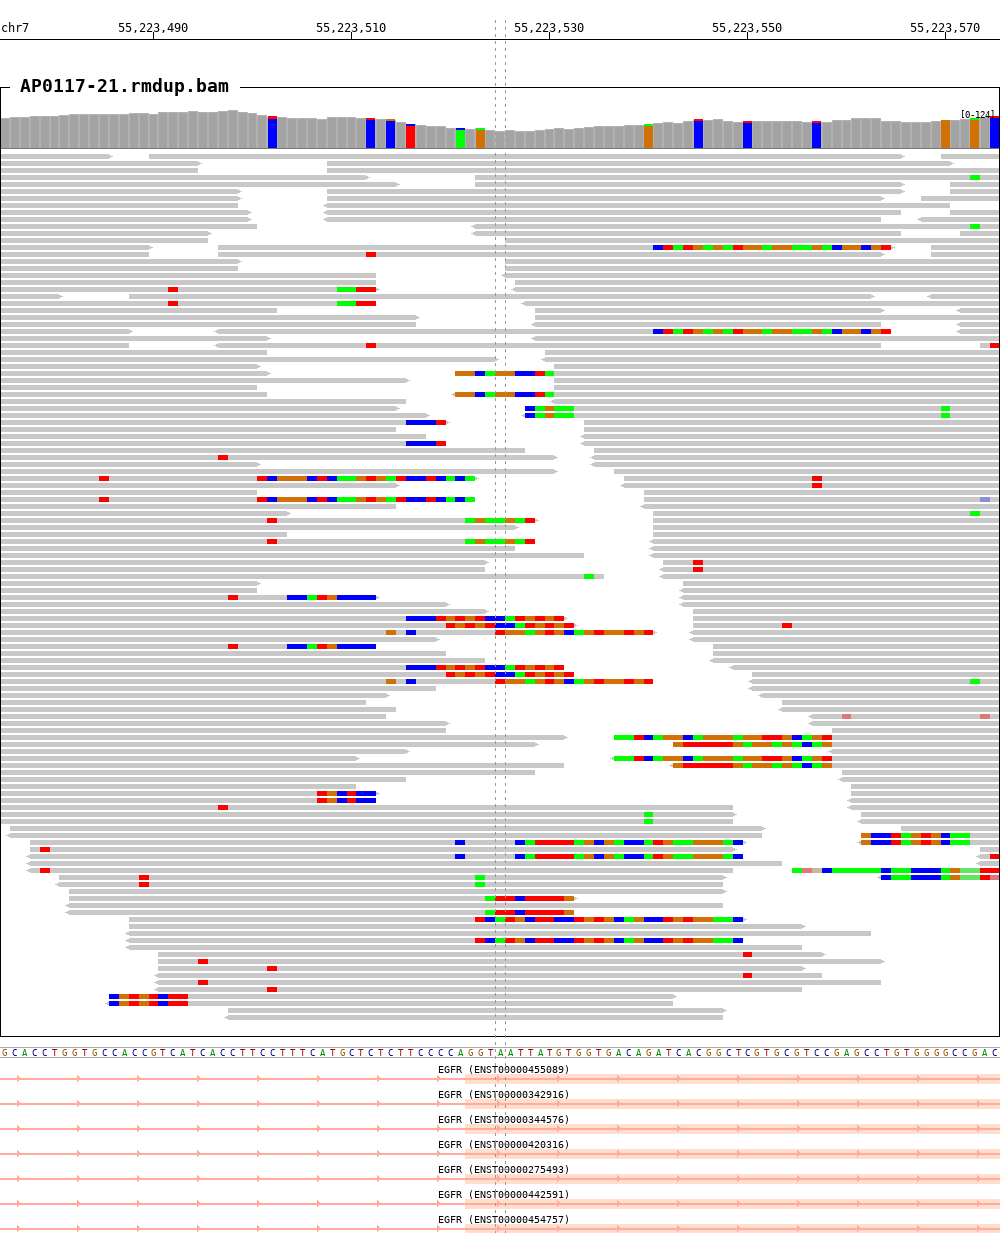 chr7 55,223,490 55,223,510 55,223,530 55,223,550 55,223,570
AP0117-21.rmdup.bam
[0-124]
GCACCTGGTGCCACCGTCATCACCTTCCTTTCATGCTCTCTTCCCCAGGTAATTATGTGGTGACAGATCACGGCTCGTGCGTCCGAGCCTGTGGGGCCGAC
EGFR (ENST00000455089)
EGFR (ENST00000342916)
EGFR (ENST00000344576)
EGFR (ENST00000420316)
EGFR (ENST00000275493)
EGFR (ENST00000442591)
EGFR (ENST00000454757)